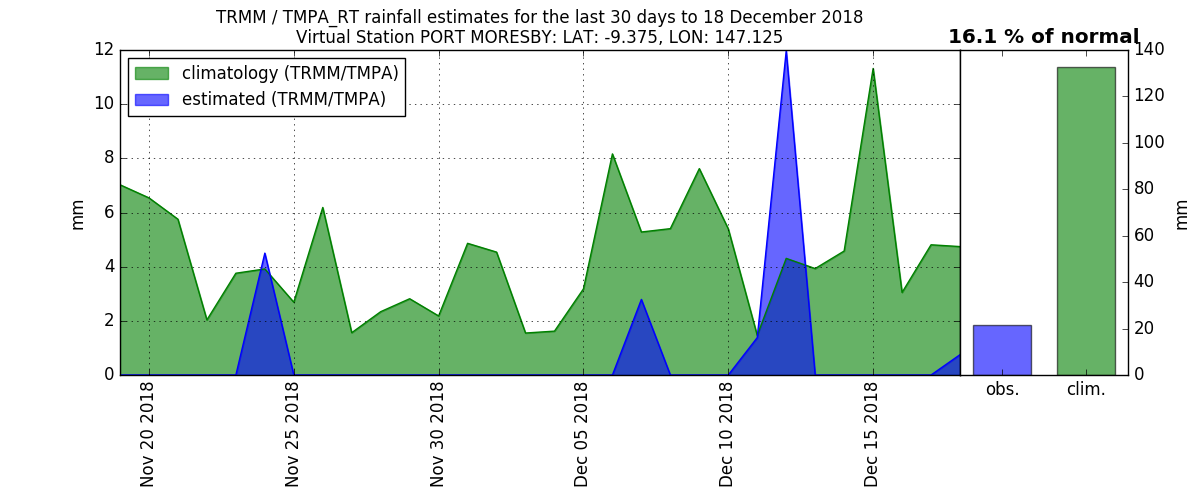 TRMM / TMPA_RT rainfall estimates for the last 30 days to 18 December 2018
Virtual Station PORT MORESBY: LAT: -9.375, LON: 147.125
16.1 % of normal
climatology (TRMM/TMPA)
estimated (TRMM/TMPA)
mm
12
10
8
6
4
2
0
Nov 20 2018
Nov 25 2018
Nov 30 2018
Dec 05 2018
Dec 10 2018
Dec 15 2018
obs.
clim.
140
120
100
80
60
40
20
0
mm